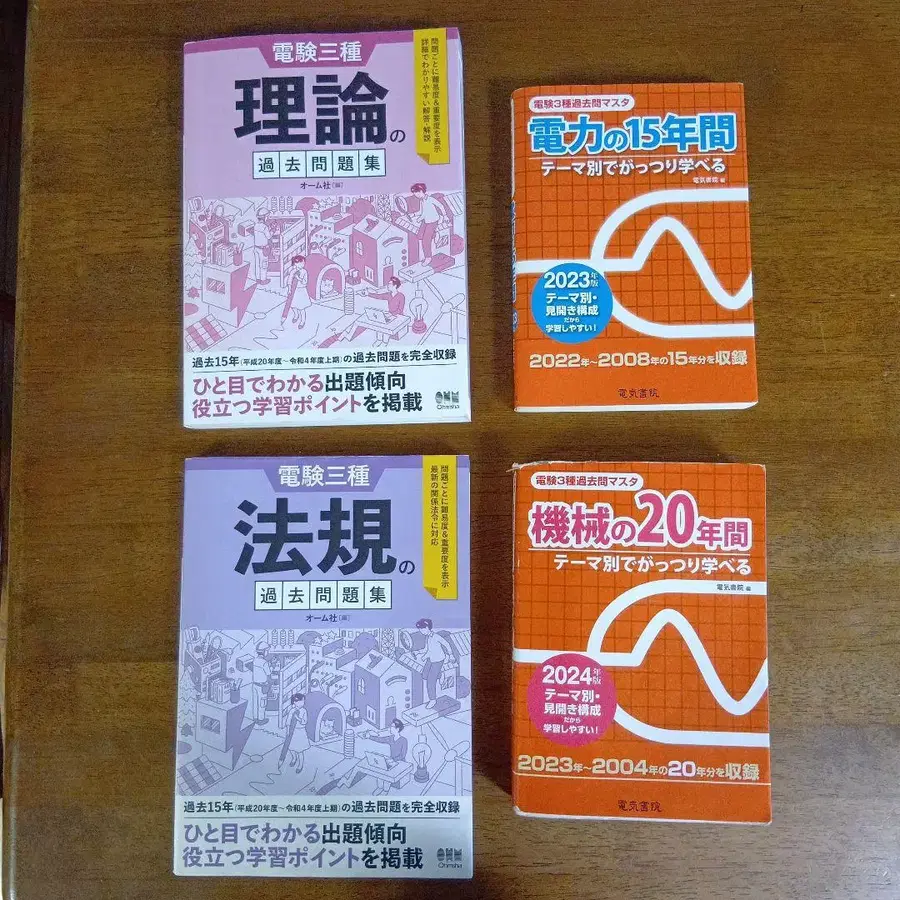 電験三種
理論の
過去問題集
オーム社[編]
問題ごとに難易度&重要度を表示
詳細でわかりやすい解答・解説
過去15年(平成20年度～令和4年度上期)の過去問題を完全収録
ひと目でわかる出題傾向
役立つ学習ポイントを掲載
Ohmsha
電験3種過去問マスタ
電力の15年間
テーマ別でがっつり学べる
電気書院 編
2023年版
テーマ別・
見開き構成
だから
学習しやすい!
2022年～2008年の15年分を収録
電気書院
電験三種
法規の
過去問題集
オーム社[編]
問題ごとに難易度&重要度を表示
最新の関係法令に対応
過去15年(平成20年度～令和4年度上期)の過去問題を完全収録
ひと目でわかる出題傾向
役立つ学習ポイントを掲載
Ohmsha
電験3種過去問マスタ
機械の20年間
テーマ別でがっつり学べる
電気書院 編
2024年版
テーマ別・
見開き構成
だから
学習しやすい!
2023年～2004年の20年分を収録
電気書院